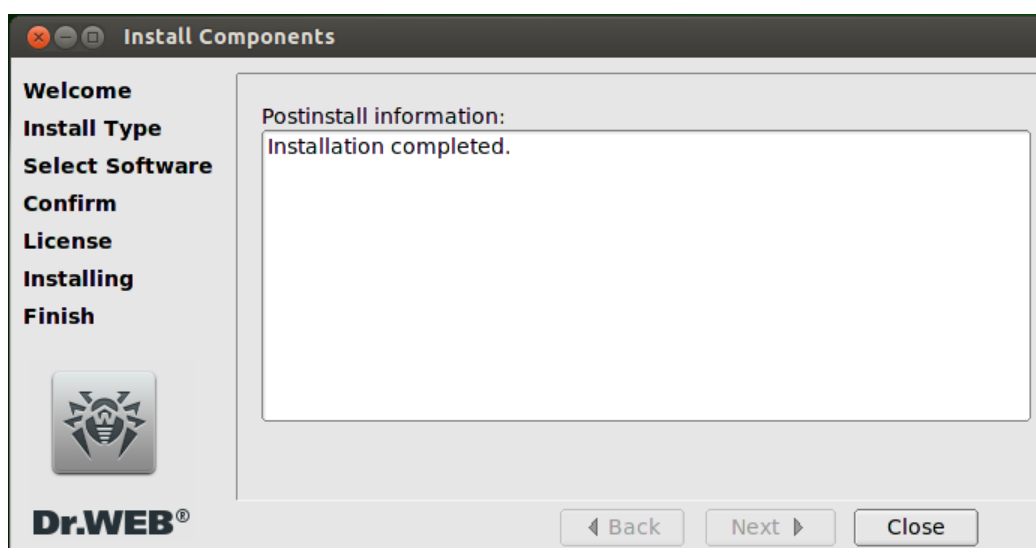 Install Components
Welcome
Install Type
Select Software
Confirm
License
Installing
Finish
Postinstall information:
Installation completed.
Dr.WEB®
Back
Next
Close